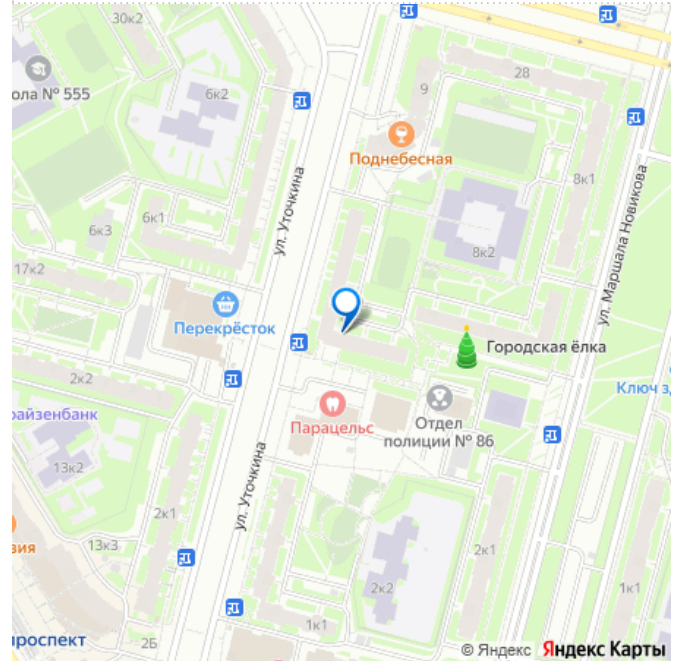 30к2
28
9
ола № 555
6к2
Поднебесная
8к1
ул. Уточкина
ул. Маршала Новикова
6к1
6к3
8к2
17к2
Перекрёсток
Городская ёлка
2к2
Ключ з
райзенбанк
Парацельс
Отдел
полиции № 86
13к2
ул. Уточкина
2к1
13к3
2к1
зия
2к2
1к1
1к1
проспект
2Б
© Яндекс Яндекс Карты